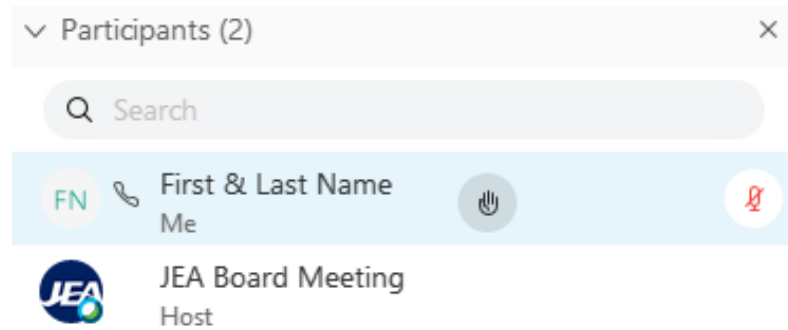 Participants (2)
Search
FN
First & Last Name
Me
JEA
JEA Board Meeting
Host